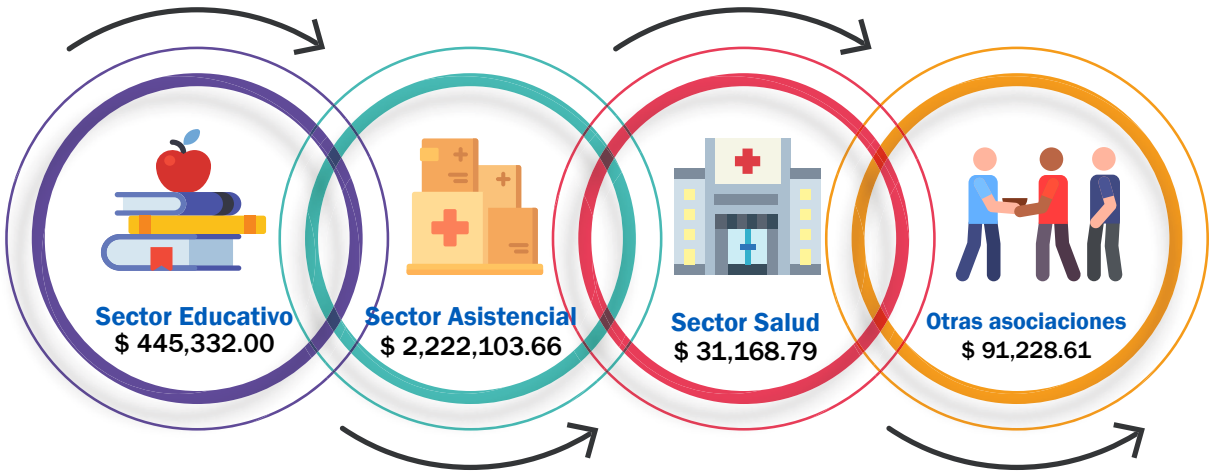 Sector Educativo
$ 445,332.00
Sector Asistencial
$ 2,222,103.66
Sector Salud
$ 31,168.79
Otras asociaciones
$ 91,228.61